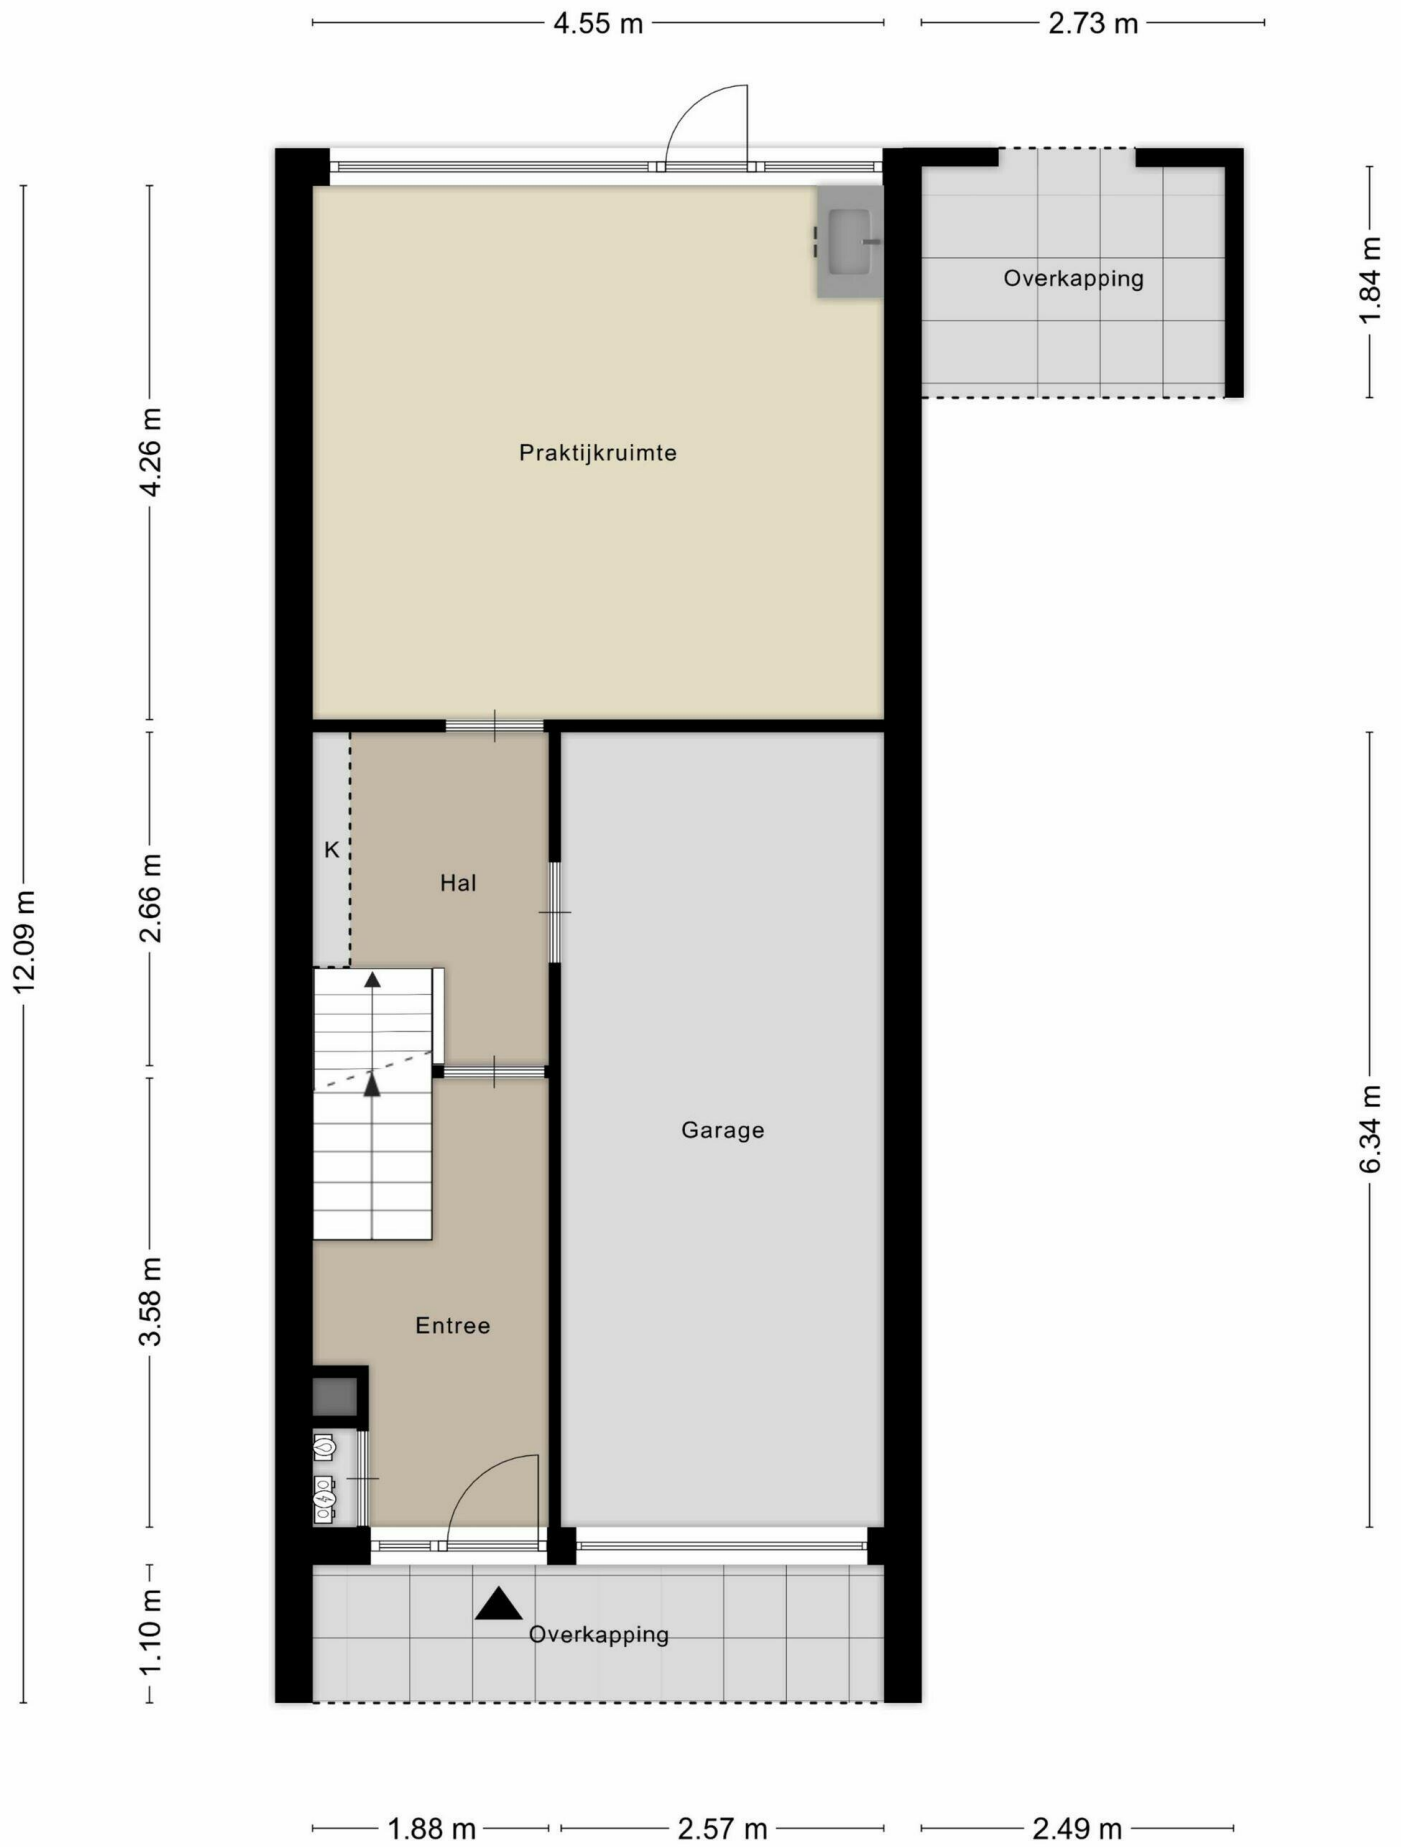 4.55 m
2.73 m
Overkapping
1.84 m
4.26 m
Praktijkruimte
K
Hal
2.66 m
12.09 m
Garage
6.34 m
3.58 m
Entree
1.10 m
Overkapping
1.88 m
2.57 m
2.49 m